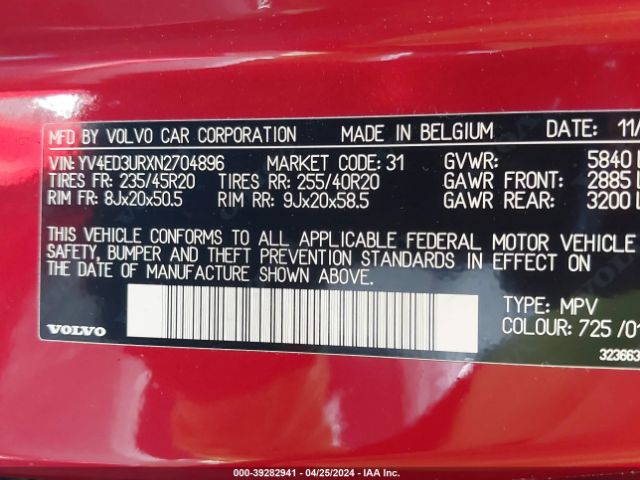 MFD BY VOLVO CAR CORPORATION MADE IN BELGIUM DATE: 11/
VIN: YV4ED3URXN2704896 MARKET CODE: 31 GVWR: 5840
TIRES FR: 235/45R20 TIRES RR: 255/40R20 GAWR FRONT: 2885
RIM FR: 8Jx20x50.5 RIM RR: 9Jx20x58.5 GAWR REAR: 3200
THIS VEHICLE CONFORMS TO ALL APPLICABLE FEDERAL MOTOR VEHICLE
SAFETY, BUMPER AND THEFT PREVENTION STANDARDS IN EFFECT ON
THE DATE OF MANUFACTURE SHOWN ABOVE.
TYPE: MPV
VOLVO COLOUR: 725/01
323663
000-39282941 - 04/25/2024 - IAA Inc.